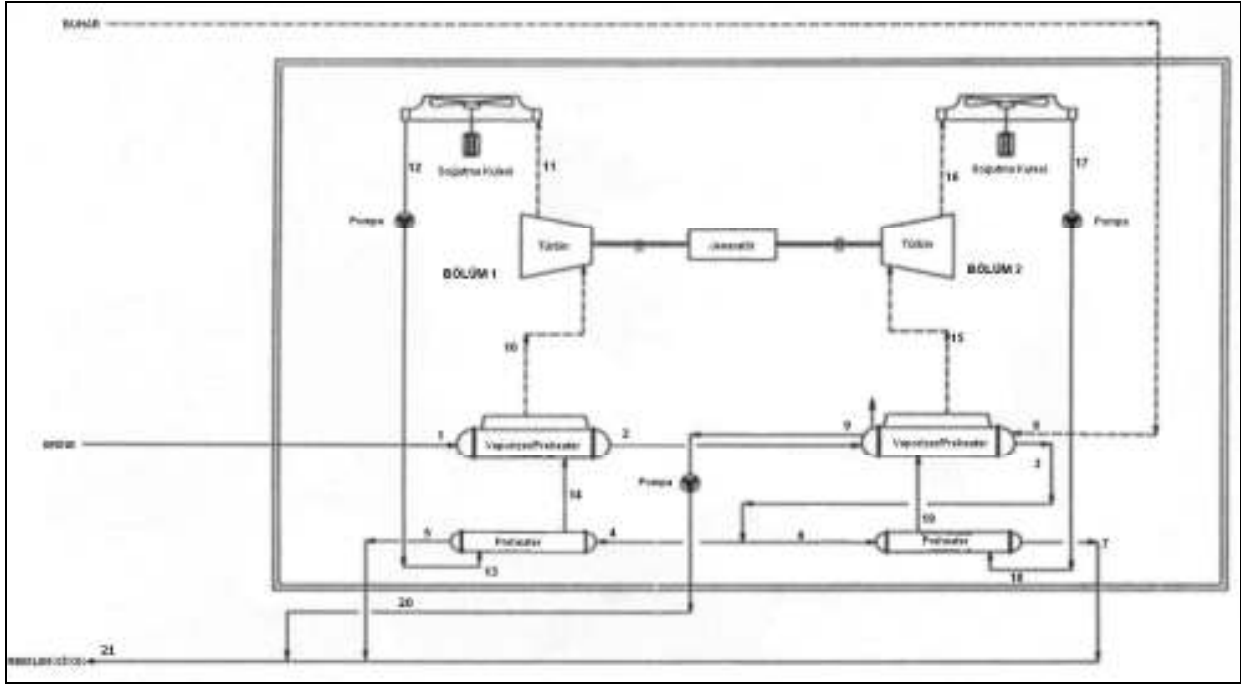 BUHAR
12
Soğutma Kulesi
11
16
Soğutma Kulesi
17
Pompa
Türbin
Jeneratör
Türbin
Pompa
BÖLÜM 1
BÖLÜM 2
10
15
1
Vaporizer/Preheater
2
9
Vaporizer/Preheater
8
3
Pompa
14
19
5
Preheater
4
6
Preheater
7
13
18
20
21